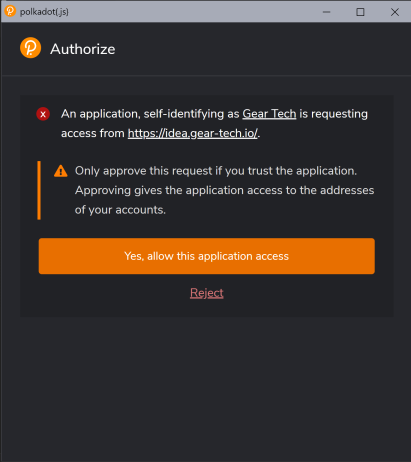 polkadot{.js}
Authorize
X An application, self-identifying as Gear Tech is requesting
access from https://idea.gear-tech.io/.
Only approve this request if you trust the application.
Approving gives the application access to the addresses
of your accounts.
Yes, allow this application access
Reject